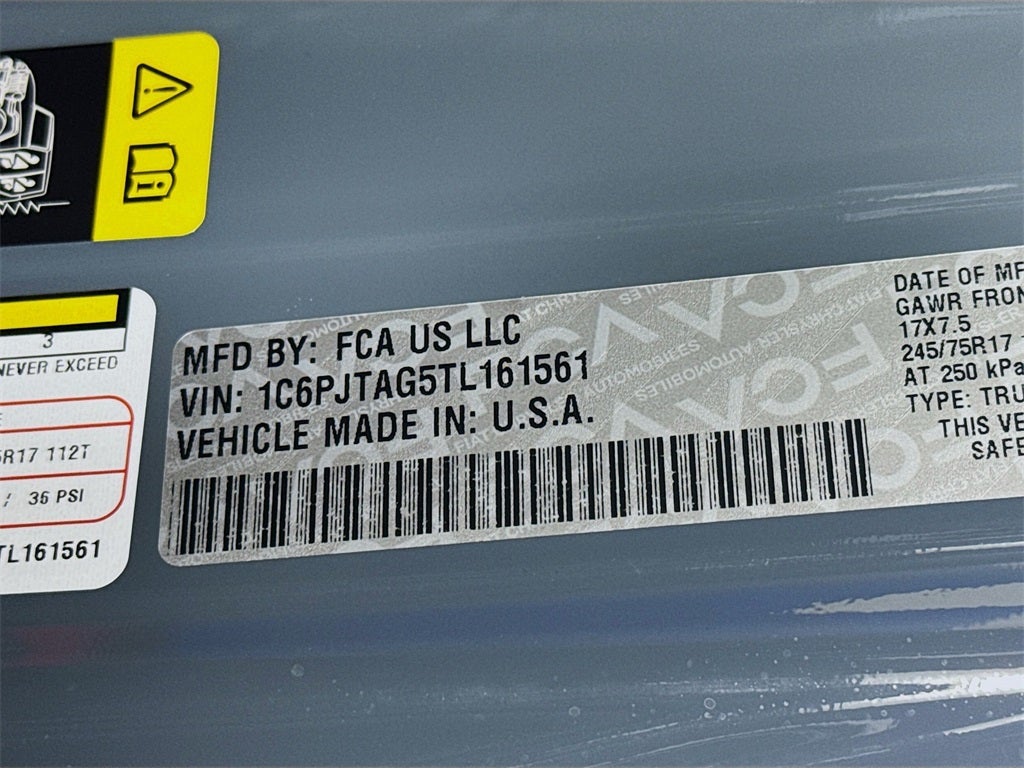 3
NEVER EXCEED
R17 112T
/ 36 PSI
TL161561
MFD BY: FCA US LLC
VIN: 1C6PJTAG5TL161561
VEHICLE MADE IN: U.S.A.
DATE OF MF
GAWR FRON
17X7.5
245/75R17
AT 250 kPa
TYPE: TRU
THIS VE
SAFE